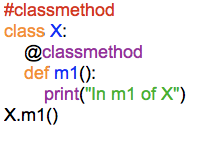 #classmethod
class X:
    @classmethod
    def m1():
        print("In m1 of X")
X.m1()